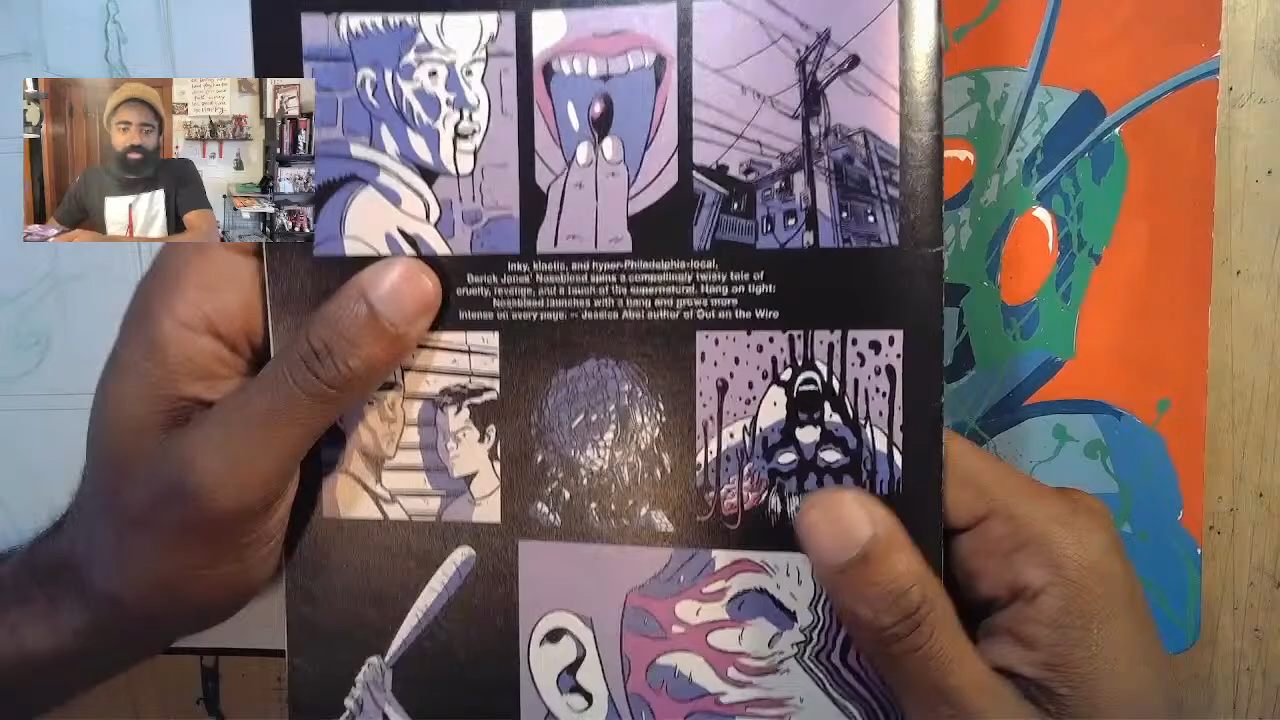 Inky, kinetic, and hyper-Philadelphia-local,
Derick Jones' Nosebleed spins a compellingly twisty tale of
cruelty, revenge, and a taste of the supernatural. Hang on tight:
Nosebleed launches with a bang and grows more
intense on every page. – Jessica Abel author of Out on the Wire